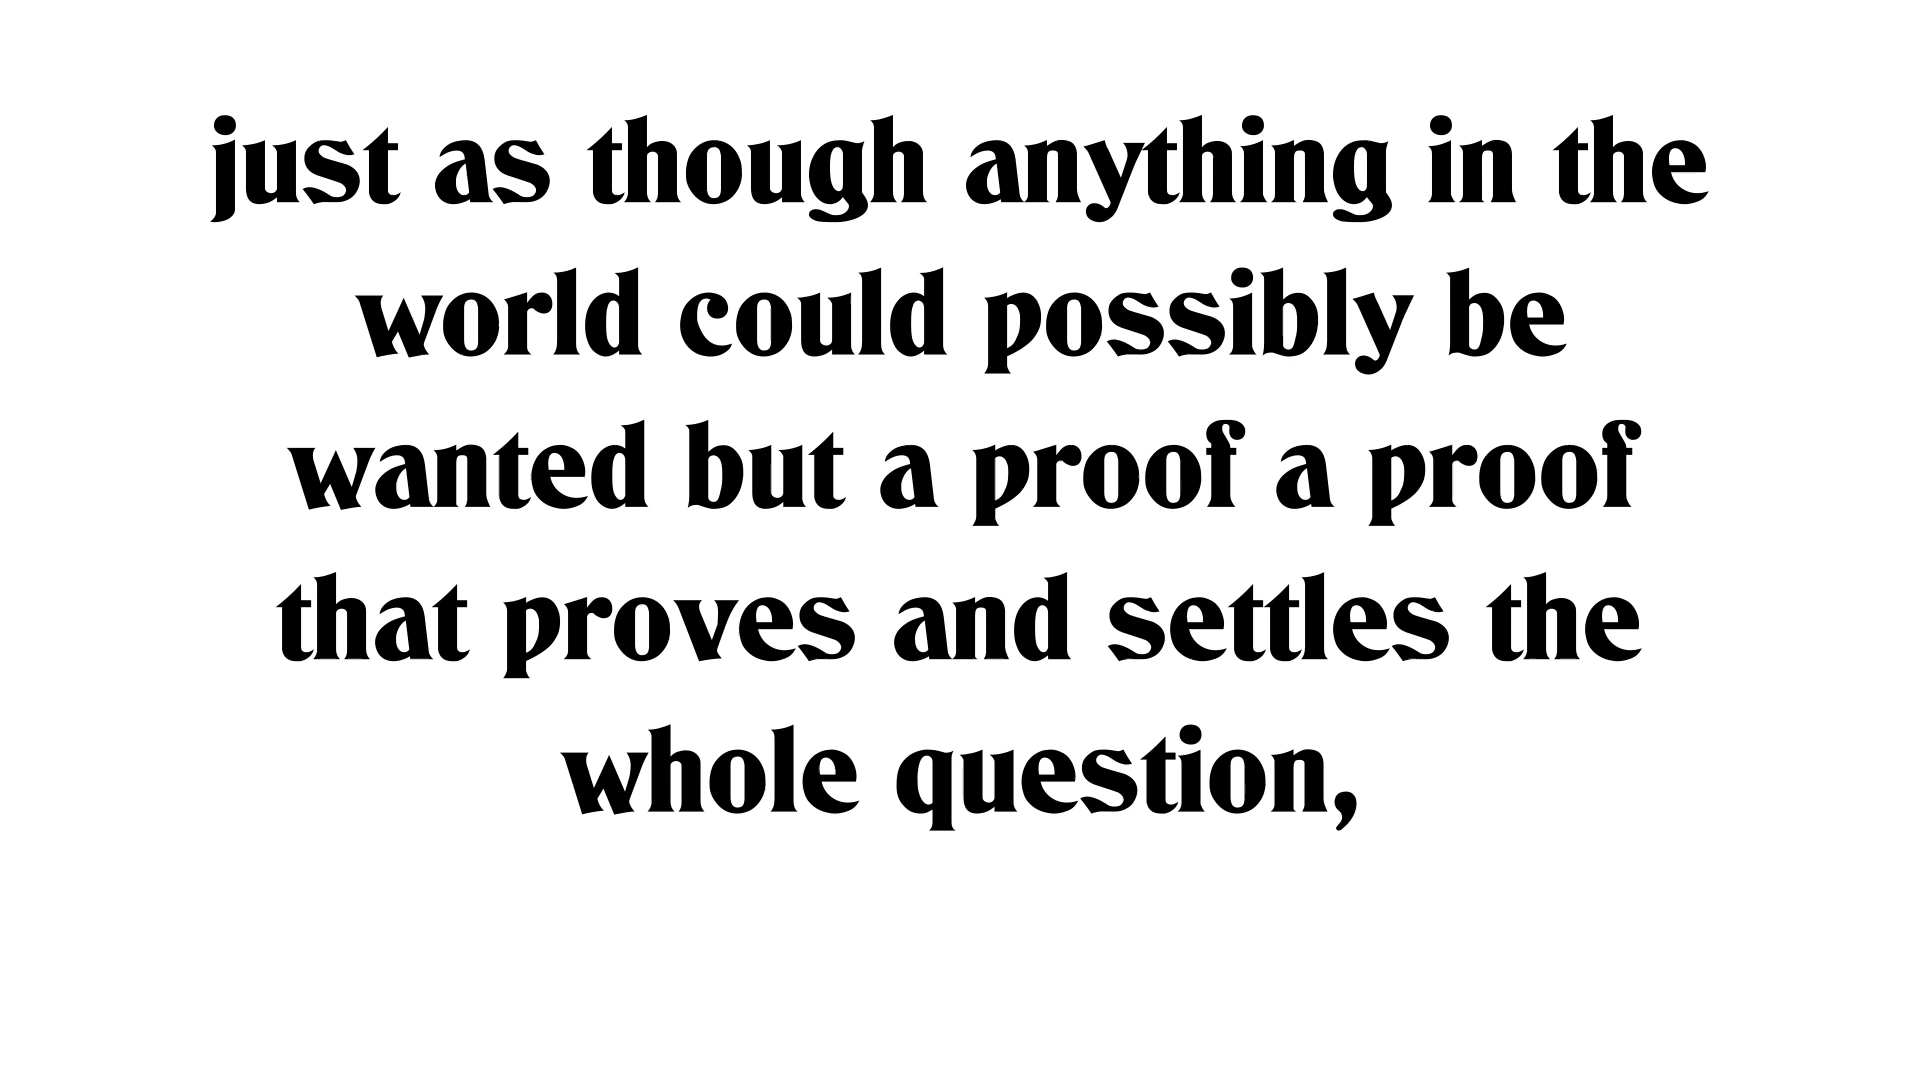 just as though anything in the
world could possibly be
wanted but a proof a proof
that proves and settles the
whole question,